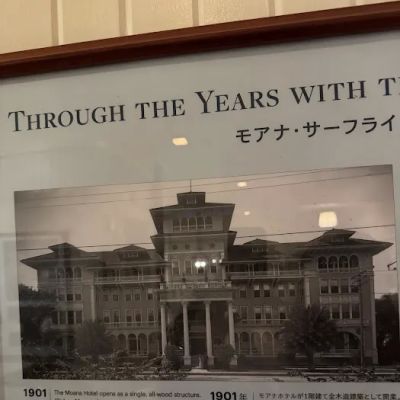 THROUGH THE YEARS WITH
モアナ・サーフライ
1901
The Moana Hotel opens as a single, all-wood structure.
1901年
モアナホテルが1階建て全木造建築として開業。